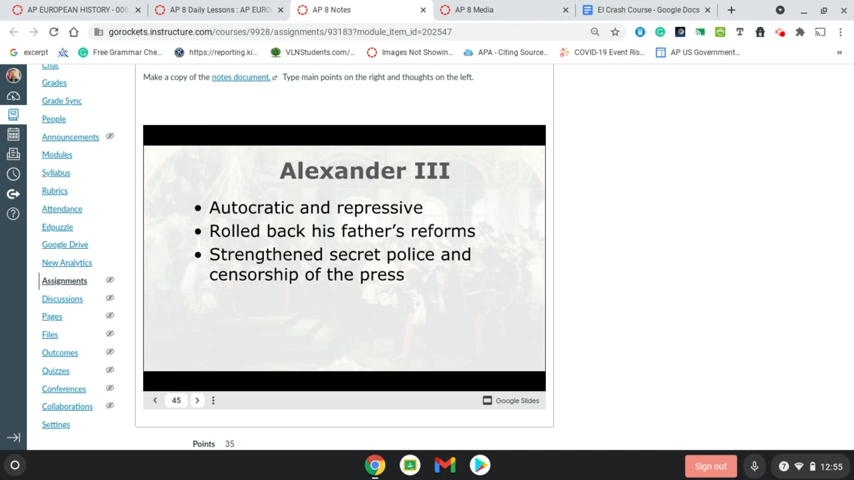 AP EUROPEAN HISTORY - 000
AP 8 Daily Lessons : AP EURO
AP 8 Notes
AP 8 Media
EI Crash Course - Google Docs
gorockets.instructure.com/courses/9928/assignments/93183?module_item_id=202547
excerpt
Free Grammar Che...
https://reporting.ki...
VLNStudents.com/...
Images Not Showin...
APA - Citing Source...
COVID-19 Event Ris...
AP US Government...
Chat
Grades
Grade Sync
People
Announcements
Modules
Syllabus
Rubrics
Attendance
Edpuzzle
Google Drive
New Analytics
Assignments
Discussions
Pages
Files
Outcomes
Quizzes
Conferences
Collaborations
Settings
Make a copy of the notes document. Type main points on the right and thoughts on the left.
Alexander III
• Autocratic and repressive
• Rolled back his father's reforms
• Strengthened secret police and
censorship of the press
45
Google Slides
Points 35
Sign out
12:55